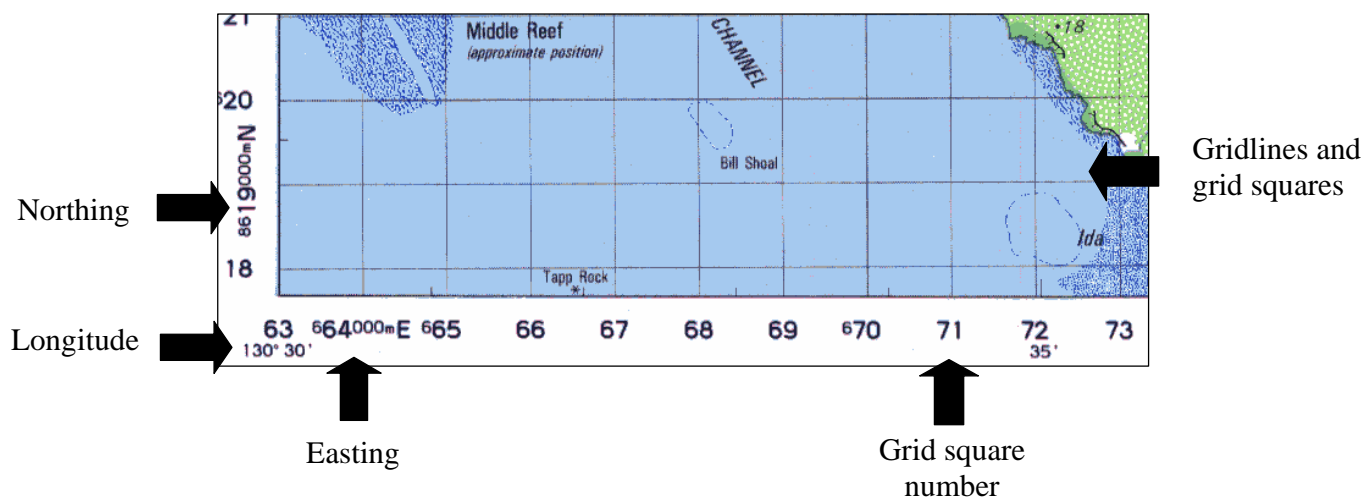 21
Middle Reef
(approximate position)
CHANNEL
•18
⁶20
Bill Shoal
Gridlines and
grid squares
Northing
⁸⁶19⁰⁰⁰ᵐN
Ida
18
Tapp Rock
63 ⁶64⁰⁰⁰ᵐE ⁶65 66 67 68 69 ⁶70 71 72 73
Longitude
130° 30' 35'
Easting
Grid square
number